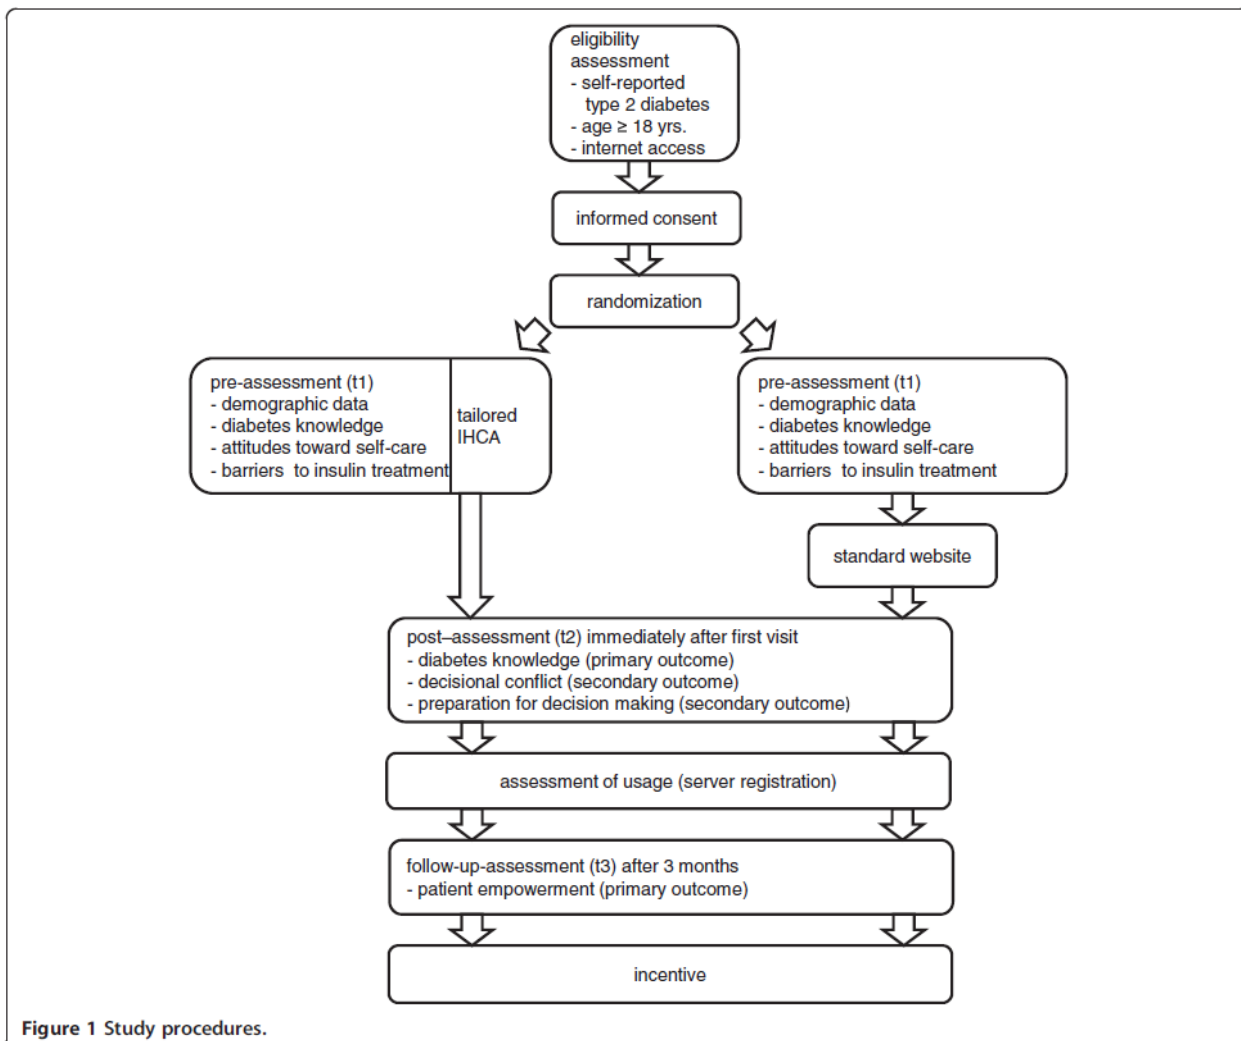 eligibility
assessment
- self-reported
type 2 diabetes
- age ≥ 18 yrs.
- internet access
informed consent
randomization
pre-assessment (t1)
- demographic data
- diabetes knowledge
- attitudes toward self-care
- barriers to insulin treatment
tailored
IHCA
pre-assessment (t1)
- demographic data
- diabetes knowledge
- attitudes toward self-care
- barriers to insulin treatment
standard website
post–assessment (t2) immediately after first visit
- diabetes knowledge (primary outcome)
- decisional conflict (secondary outcome)
- preparation for decision making (secondary outcome)
assessment of usage (server registration)
follow-up-assessment (t3) after 3 months
- patient empowerment (primary outcome)
incentive
Figure 1 Study procedures.